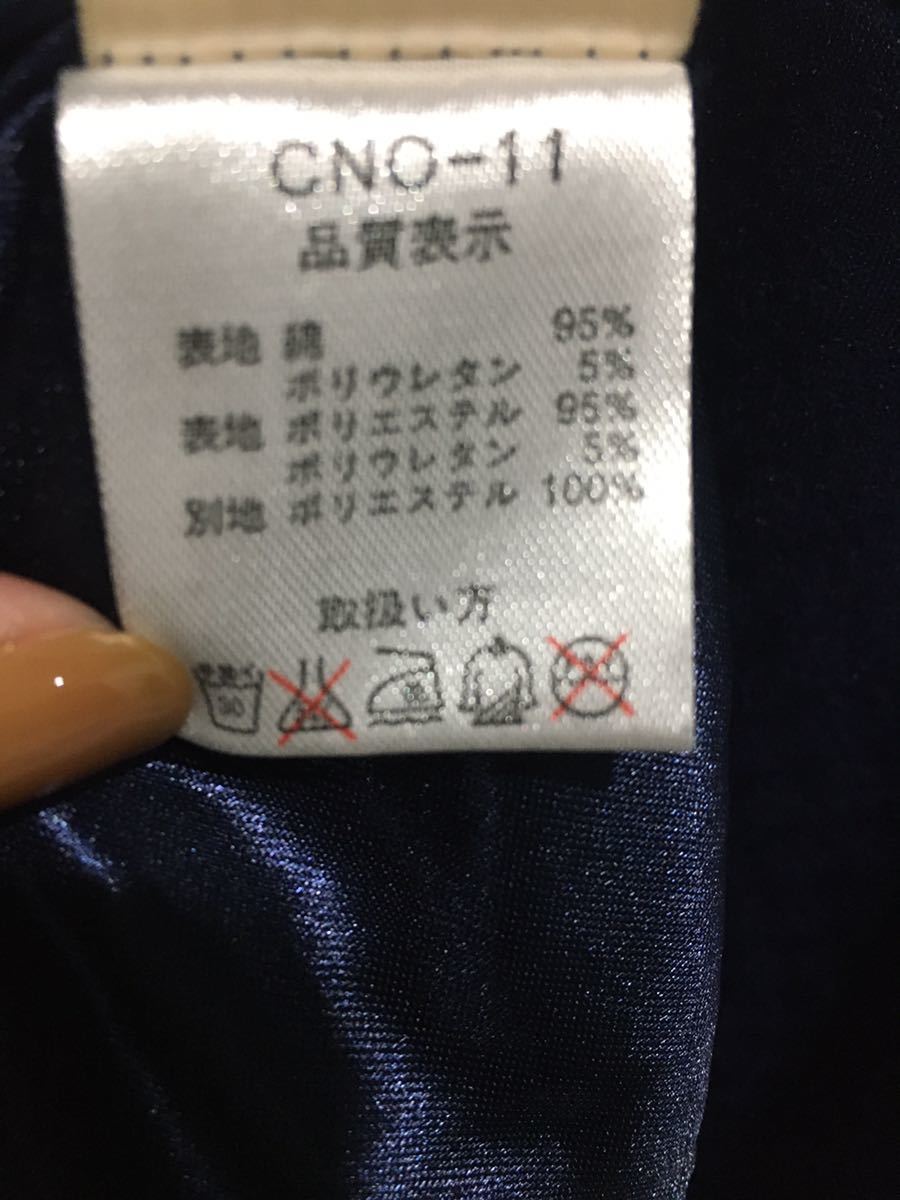 CNO-11
品質表示
表地 綿 95%
ポリウレタン 5%
表地 ポリエステル 95%
ポリウレタン 5%
別地 ポリエステル 100%
取扱い方
30